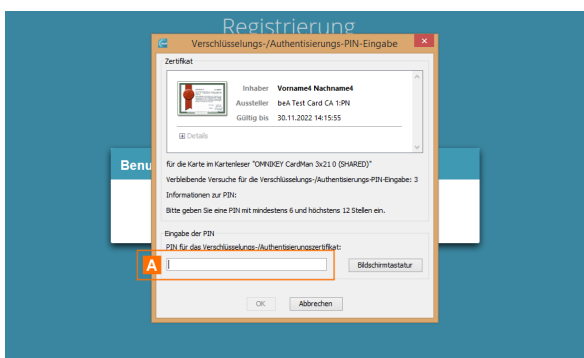 Registrierung
Verschlüsselungs-/Authentisierungs-PIN-Eingabe
Zertifikat
Inhaber Vorname4 Nachname4
Aussteller beA Test Card CA 1:PN
Gültig bis 30.11.2022 14:15:55
Details
Benu
für die Karte im Kartenleser "OMNIKEY CardMan 3x21 0 (SHARED)"
Verbleibende Versuche für die Verschlüsselungs-/Authentisierungs-PIN-Eingabe: 3
Informationen zur PIN:
Bitte geben Sie eine PIN mit mindestens 6 und höchstens 12 Stellen ein.
Eingabe der PIN
PIN für das Verschlüsselungs-/Authentisierungszertifikat:
A
Bildschirmtastatur
OK Abbrechen